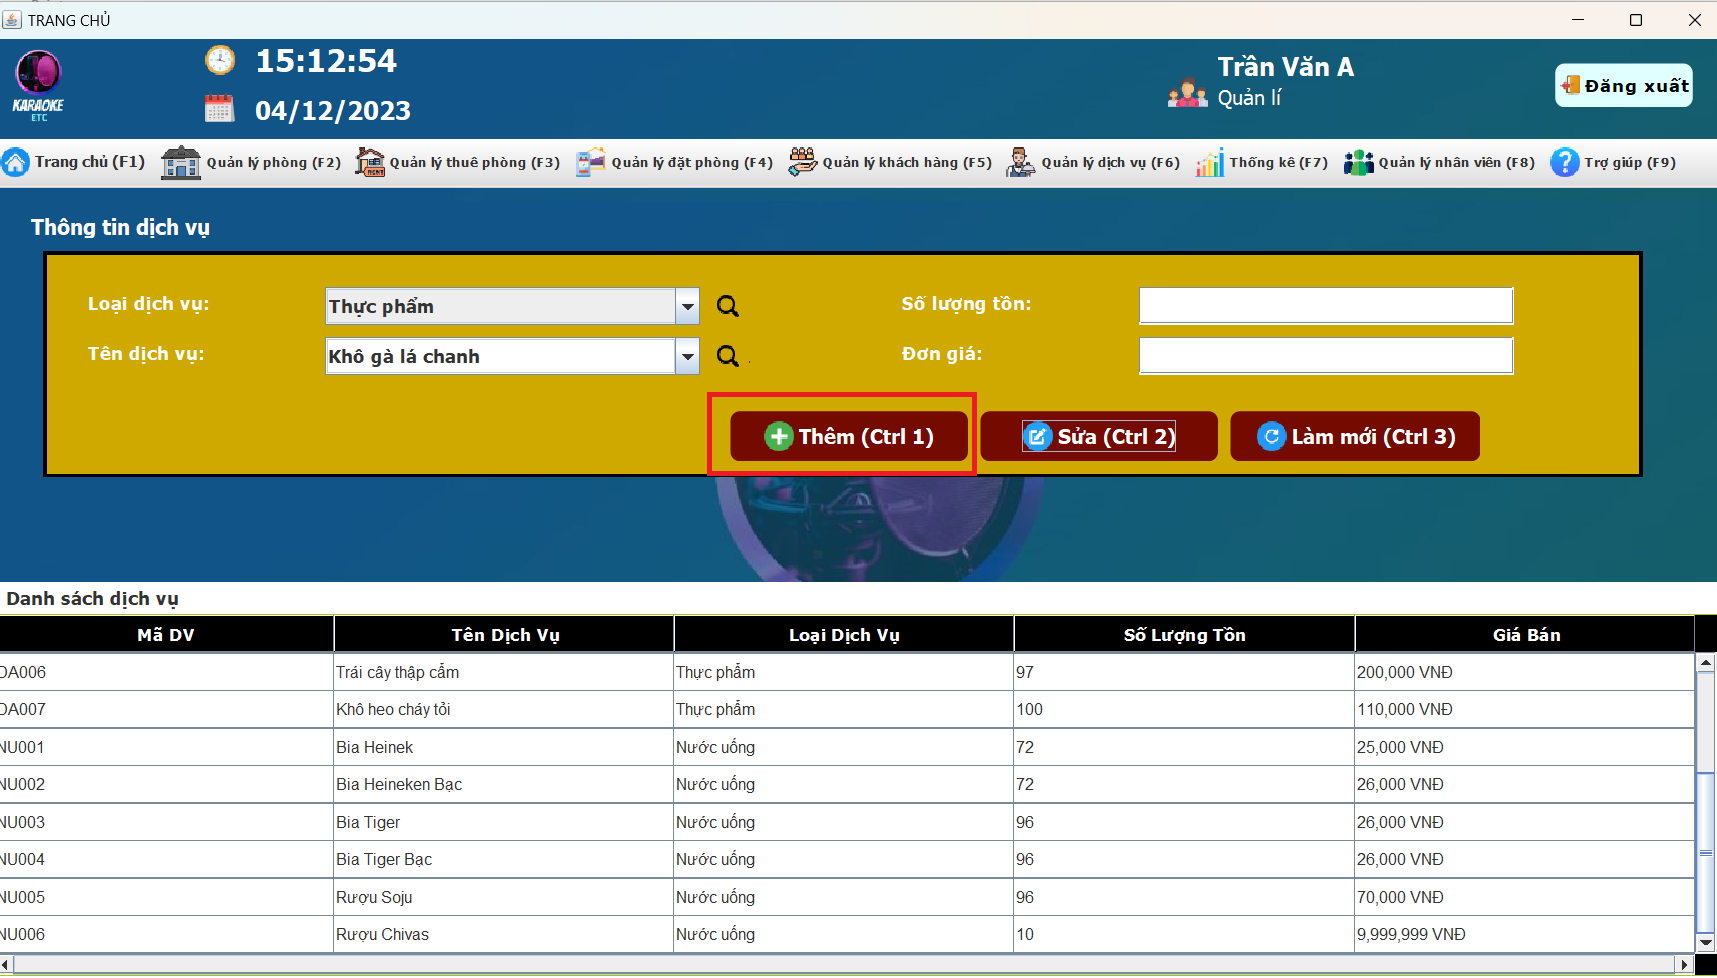 TRANG CHỦ
KARAOKE
ETC
15:12:54
04/12/2023
Trần Văn A
Quản lí
Đăng xuất
Trang chủ (F1) Quản lý phòng (F2) Quản lý thuê phòng (F3) Quản lý đặt phòng (F4) Quản lý khách hàng (F5) Quản lý dịch vụ (F6) Thống kê (F7) Quản lý nhân viên (F8) Trợ giúp (F9)
Thông tin dịch vụ
Loại dịch vụ: Thực phẩm Số lượng tồn:
Tên dịch vụ: Khô gà lá chanh Đơn giá:
Thêm (Ctrl 1) Sửa (Ctrl 2) Làm mới (Ctrl 3)
Danh sách dịch vụ
Mã DV Tên Dịch Vụ Loại Dịch Vụ Số Lượng Tồn Giá Bán
DA006 Trái cây thập cẩm Thực phẩm 97 200,000 VNĐ
DA007 Khô heo cháy tỏi Thực phẩm 100 110,000 VNĐ
NU001 Bia Heinek Nước uống 72 25,000 VNĐ
NU002 Bia Heineken Bạc Nước uống 72 26,000 VNĐ
NU003 Bia Tiger Nước uống 96 26,000 VNĐ
NU004 Bia Tiger Bạc Nước uống 96 26,000 VNĐ
NU005 Rượu Soju Nước uống 96 70,000 VNĐ
NU006 Rượu Chivas Nước uống 10 9,999,999 VNĐ